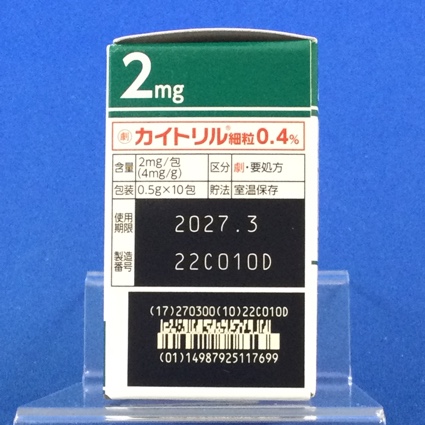 2mg
劇 カイトリル®細粒0.4%
含量 2mg/包 (4mg/g) 区分 劇・要処方
包装 0.5g×10包 貯法 室温保存
使用期限 2027.3
製造番号 22C010D
(17)270300(10)22C010D
(01)14987925117699